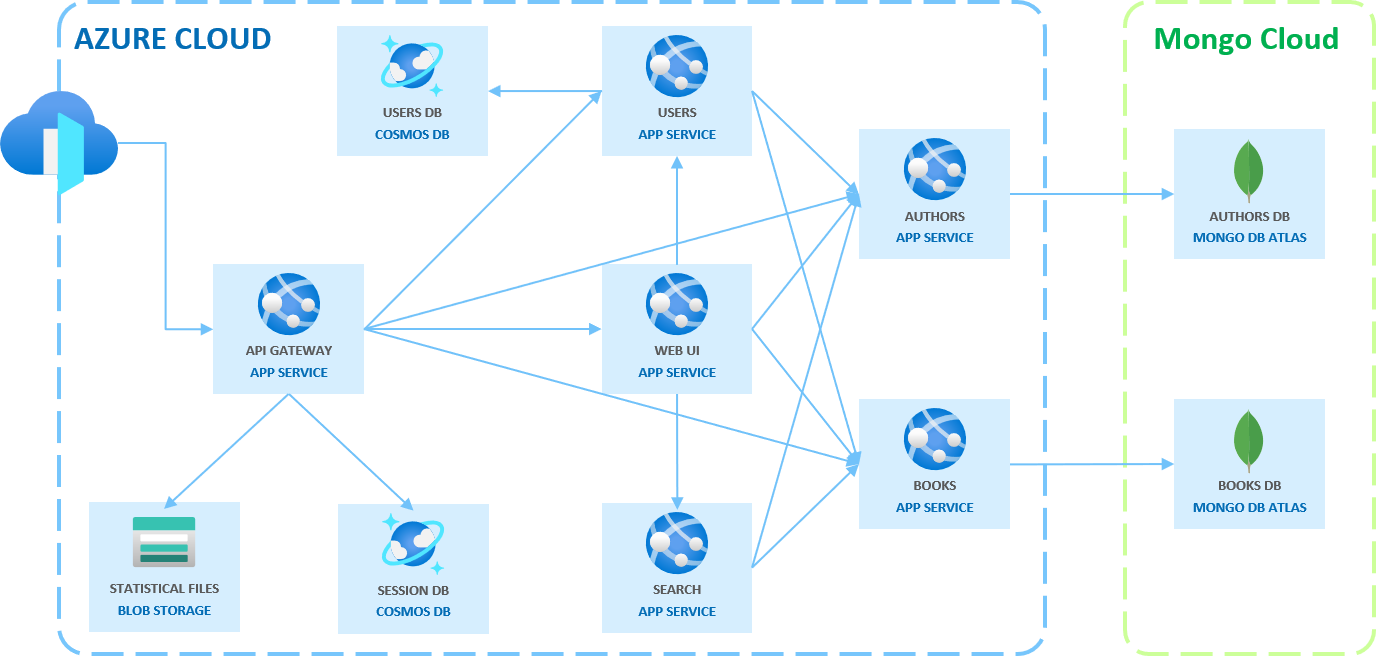 AZURE CLOUD
Mongo Cloud
USERS DB
COSMOS DB
USERS
APP SERVICE
AUTHORS
APP SERVICE
AUTHORS DB
MONGO DB ATLAS
API GATEWAY
APP SERVICE
WEB UI
APP SERVICE
BOOKS
APP SERVICE
BOOKS DB
MONGO DB ATLAS
STATISTICAL FILES
BLOB STORAGE
SESSION DB
COSMOS DB
SEARCH
APP SERVICE